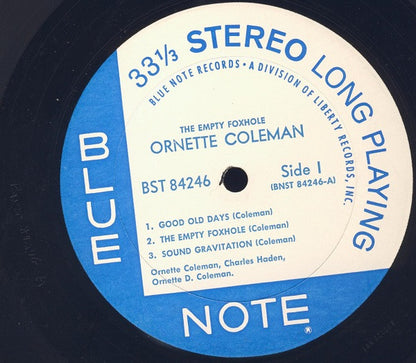 33⅓ STEREO LONG PLAYING
BLUE NOTE RECORDS • A DIVISION OF LIBERTY RECORDS, INC.
THE EMPTY FOXHOLE
ORNETTE COLEMAN
BST 84246
Side 1
(BNST 84246-A)
1. GOOD OLD DAYS (Coleman)
2. THE EMPTY FOXHOLE (Coleman)
3. SOUND GRAVITATION (Coleman)
Ornette Coleman, Charles Haden,
Ornette D. Coleman.
BLUE
NOTE®